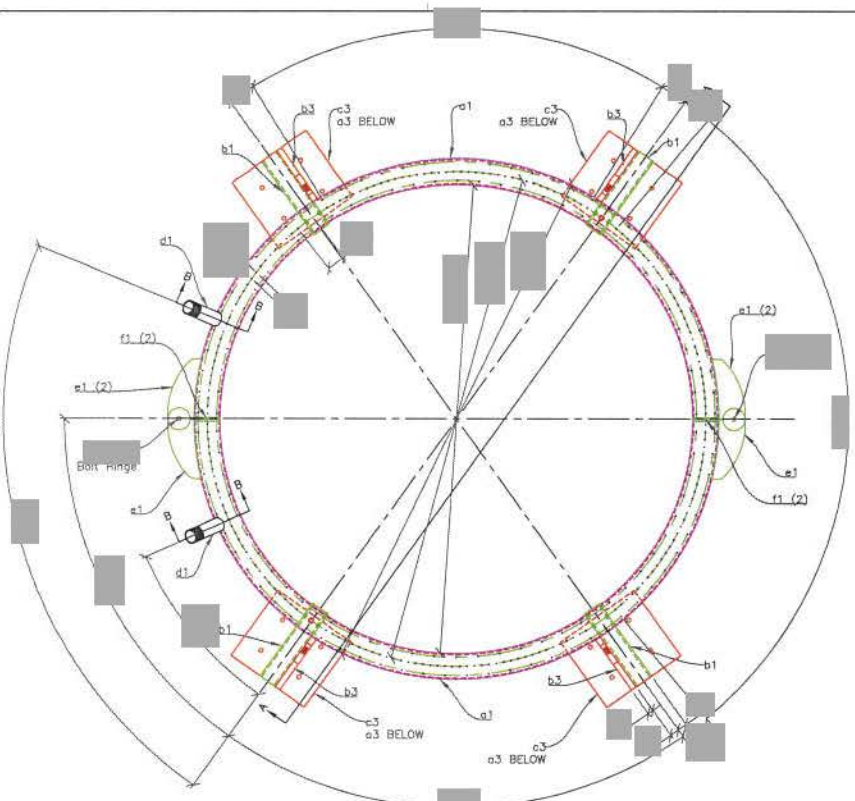 a1
b3
c3
a3 BELOW
c3
a3 BELOW
b3
b1
b1
d1
B
B
f1 (2)
e1 (2)
e1 (2)
Bolt Ringe
e1
e1
f1 (2)
B
B
d1
b1
b1
b3
b3
A
c3
a3 BELOW
a1
c3
a3 BELOW